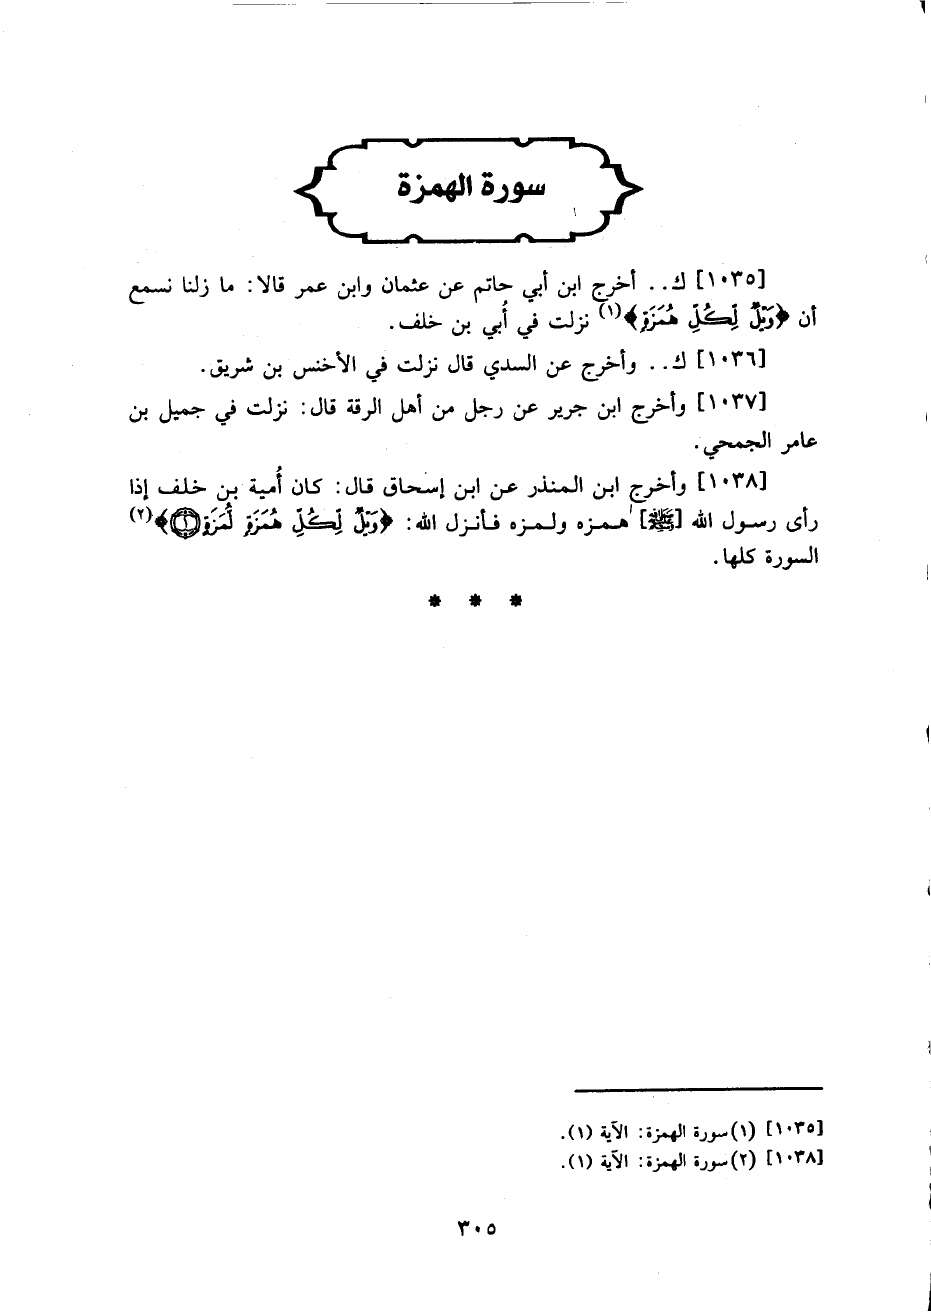 سورة الهمزة
[١٠٣٥] ك.. أخرج ابن أبي حاتم عن عثمان وابن عمر قالا: ما زلنا نسمع
أن ﴿وَيْلٌ لِّكُلِّ هُمَزَةٍ﴾(١) نزلت في أُبي بن خلف.
[١٠٣٦] ك.. وأخرج عن السدي قال نزلت في الأخنس بن شريق.
[١٠٣٧] وأخرج ابن جرير عن رجل من أهل الرقة قال: نزلت في جميل بن
عامر الجمحي.
[١٠٣٨] وأخرج ابن المنذر عن ابن إسحاق قال: كان أُمية بن خلف إذا
رأى رسول الله [ﷺ] همزه ولمزه فأنزل الله: ﴿وَيْلٌ لِّكُلِّ هُمَزَةٍ لُّمَزَةٍ ١﴾(٢)
السورة كلها.
* * *
[١٠٣٥] (١) سورة الهمزة: الآية (١).
[١٠٣٨] (٢) سورة الهمزة: الآية (١).
٣٠٥